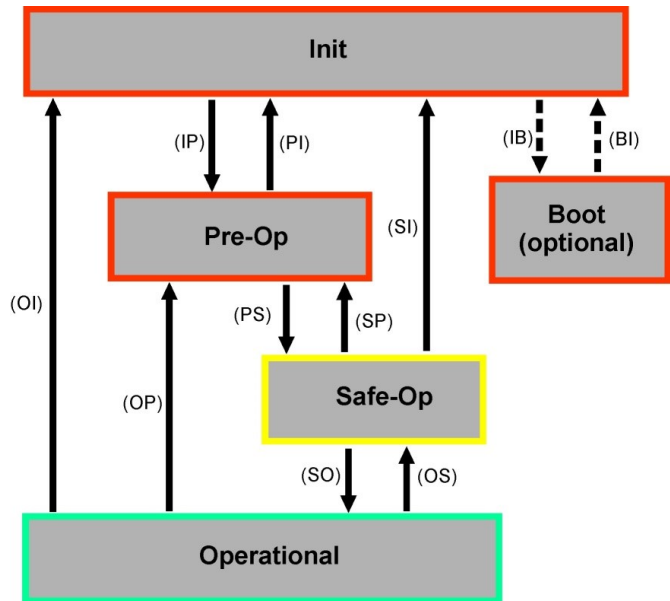 Init
(IP)
(PI)
(IB)
(BI)
Pre-Op
Boot
(optional)
(SI)
(OI)
(PS)
(SP)
(OP)
Safe-Op
(SO)
(OS)
Operational